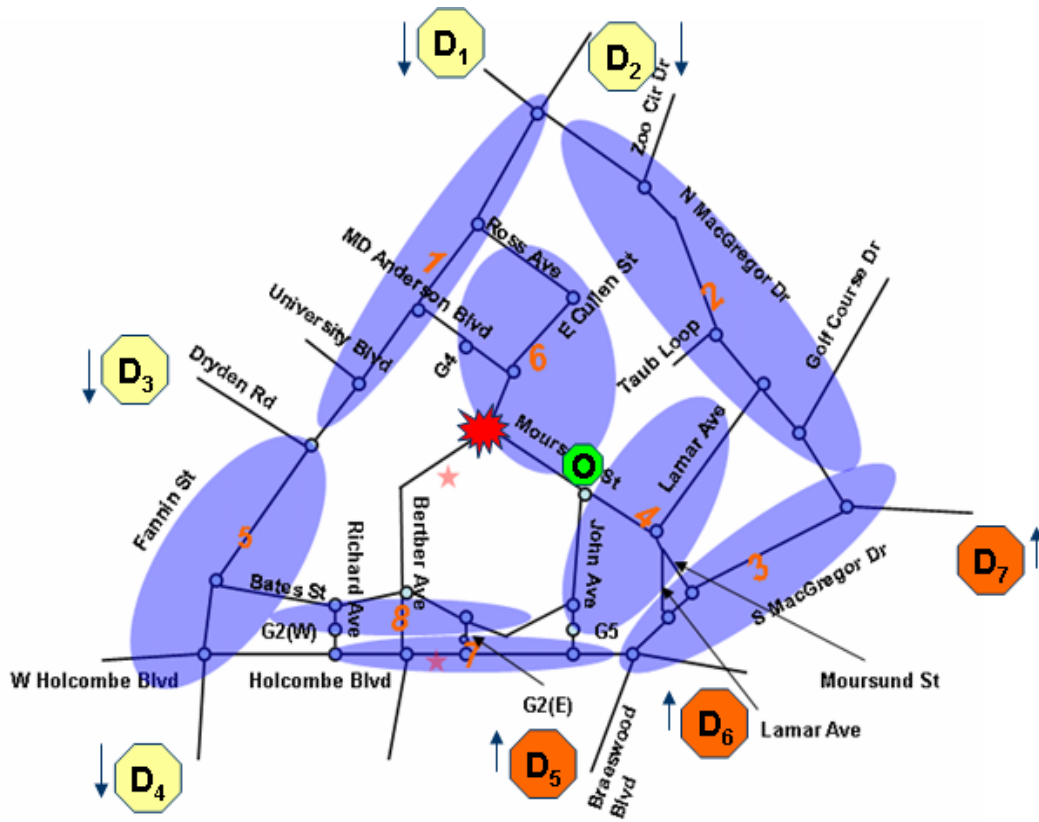 D1
D2
Zoo Cir Dr
N MacGregor Dr
Ross Ave
MD Anderson Blvd
1
E Cullen St
2
Golf Course Dr
University Blvd
G4
6
Taub Loop
D3
Dryden Rd
Moursund St
O
Lamar Ave
Fannin St
Bertber Ave
4
5
Richard Ave
John Ave
3
D7
Bates St
S MacGregor Dr
8
G2(W)
G5
7
W Holcombe Blvd
Holcombe Blvd
Moursund St
G2(E)
D6
Lamar Ave
D5
D4
Braeswood Blvd